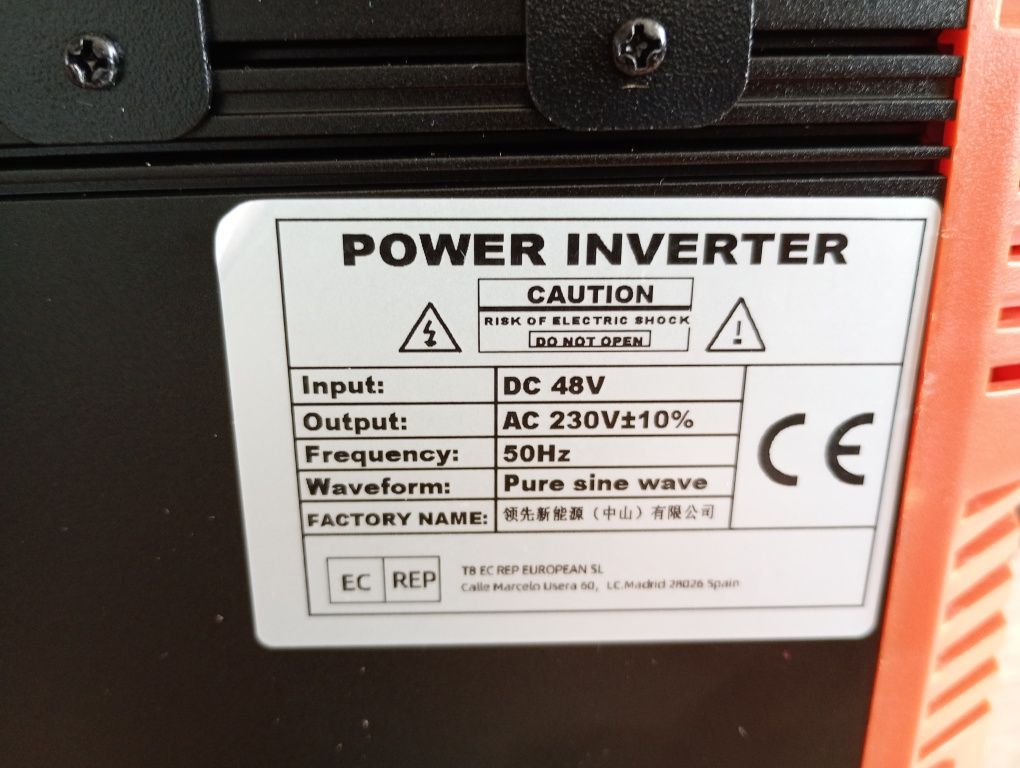 POWER INVERTER
CAUTION
RISK OF ELECTRIC SHOCK
DO NOT OPEN
Input: DC 48V
Output: AC 230V±10%
Frequency: 50Hz
Waveform: Pure sine wave
FACTORY NAME: 领先新能源（中山）有限公司
CE
EC REP
TB EC REP EUROPEAN SL
Calle Marcelo Usera 60, LC.Madrid 28026 Spain